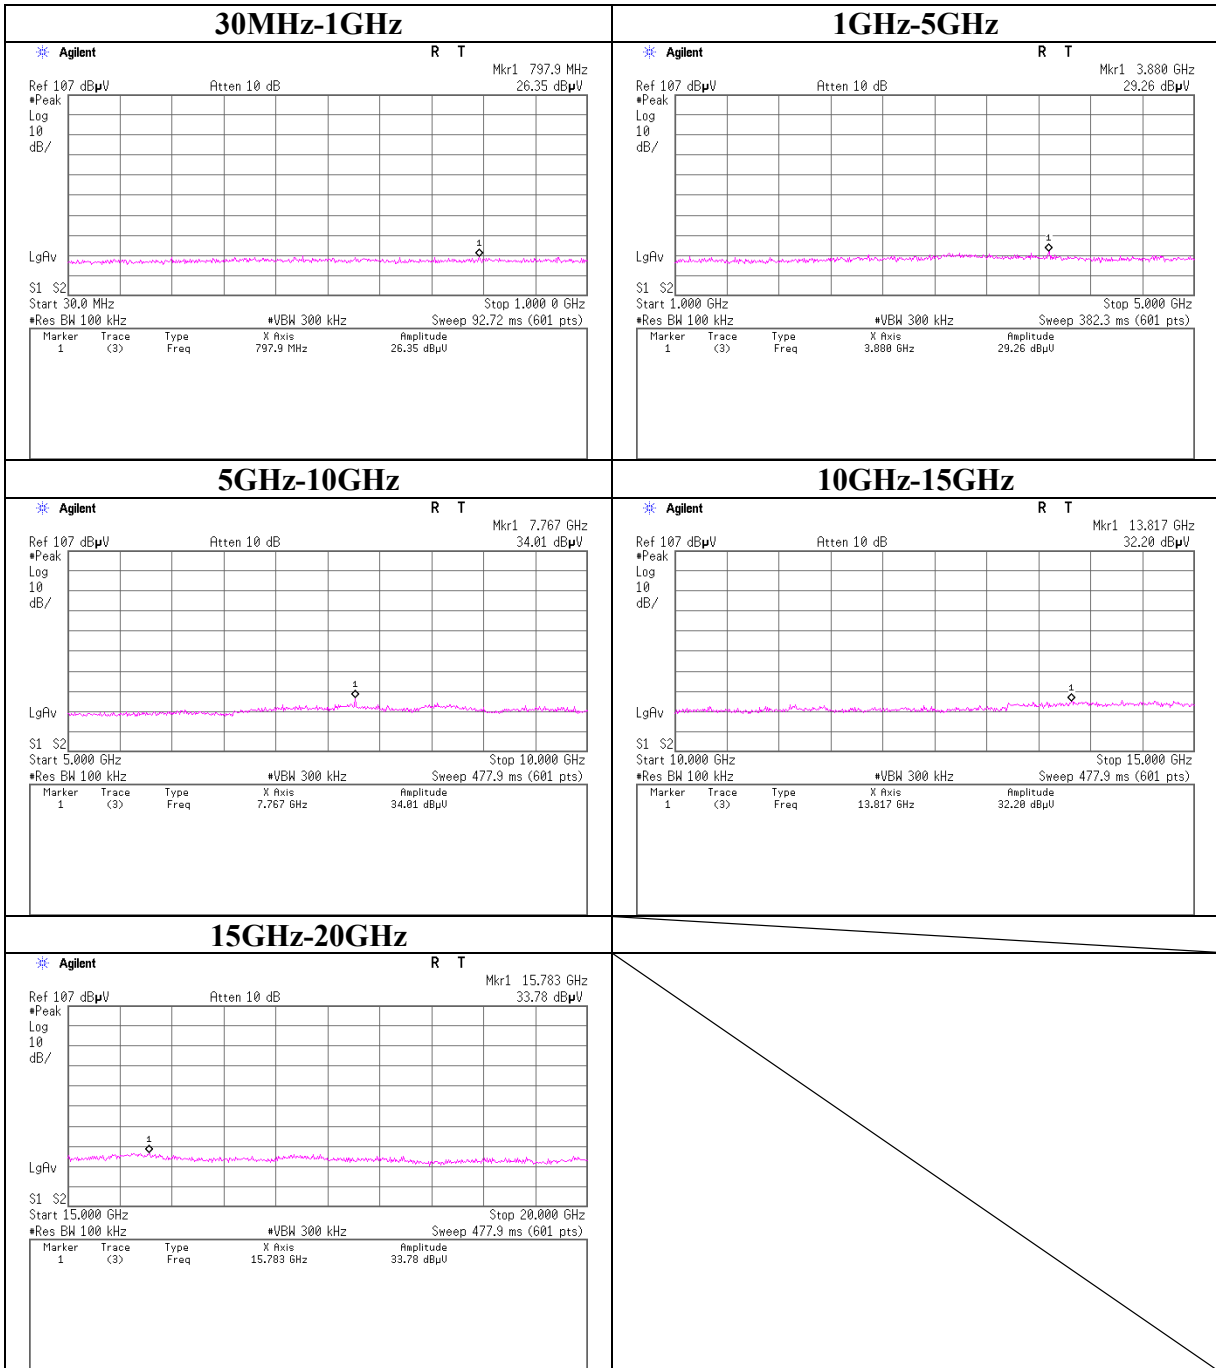 30MHz-1GHz
Agilent R T
Mkr1 797.9 MHz
Ref 107 dBµV Atten 10 dB 26.35 dBµV
#Peak
Log
10
dB/
1
LgAv
S1 S2
Start 30.0 MHz Stop 1.000 0 GHz
#Res BW 100 kHz #VBW 300 kHz Sweep 92.72 ms (601 pts)
Marker Trace Type X Axis Amplitude
1 (3) Freq 797.9 MHz 26.35 dBµV
1GHz-5GHz
Agilent R T
Mkr1 3.880 GHz
Ref 107 dBµV Atten 10 dB 29.26 dBµV
#Peak
Log
10
dB/
1
LgAv
S1 S2
Start 1.000 GHz Stop 5.000 GHz
#Res BW 100 kHz #VBW 300 kHz Sweep 382.3 ms (601 pts)
Marker Trace Type X Axis Amplitude
1 (3) Freq 3.880 GHz 29.26 dBµV
5GHz-10GHz
Agilent R T
Mkr1 7.767 GHz
Ref 107 dBµV Atten 10 dB 34.01 dBµV
#Peak
Log
10
dB/
1
LgAv
S1 S2
Start 5.000 GHz Stop 10.000 GHz
#Res BW 100 kHz #VBW 300 kHz Sweep 477.9 ms (601 pts)
Marker Trace Type X Axis Amplitude
1 (3) Freq 7.767 GHz 34.01 dBµV
10GHz-15GHz
Agilent R T
Mkr1 13.817 GHz
Ref 107 dBµV Atten 10 dB 32.20 dBµV
#Peak
Log
10
dB/
1
LgAv
S1 S2
Start 10.000 GHz Stop 15.000 GHz
#Res BW 100 kHz #VBW 300 kHz Sweep 477.9 ms (601 pts)
Marker Trace Type X Axis Amplitude
1 (3) Freq 13.817 GHz 32.20 dBµV
15GHz-20GHz
Agilent R T
Mkr1 15.783 GHz
Ref 107 dBµV Atten 10 dB 33.78 dBµV
#Peak
Log
10
dB/
1
LgAv
S1 S2
Start 15.000 GHz Stop 20.000 GHz
#Res BW 100 kHz #VBW 300 kHz Sweep 477.9 ms (601 pts)
Marker Trace Type X Axis Amplitude
1 (3) Freq 15.783 GHz 33.78 dBµV